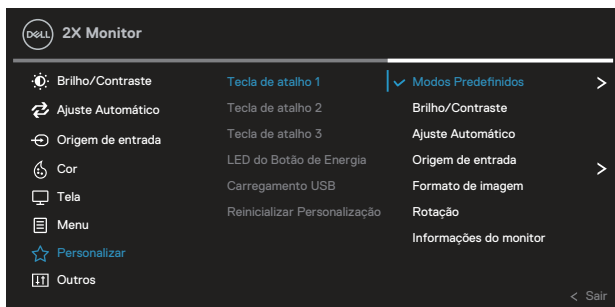 DELL
2X Monitor
Brilho/Contraste
Ajuste Automático
Origem de entrada
Cor
Tela
Menu
Personalizar
Outros
Tecla de atalho 1
Tecla de atalho 2
Tecla de atalho 3
LED do Botão de Energia
Carregamento USB
Reinicializar Personalização
Modos Predefinidos
Brilho/Contraste
Ajuste Automático
Origem de entrada
Formato de imagem
Rotação
Informações do monitor
< Sair